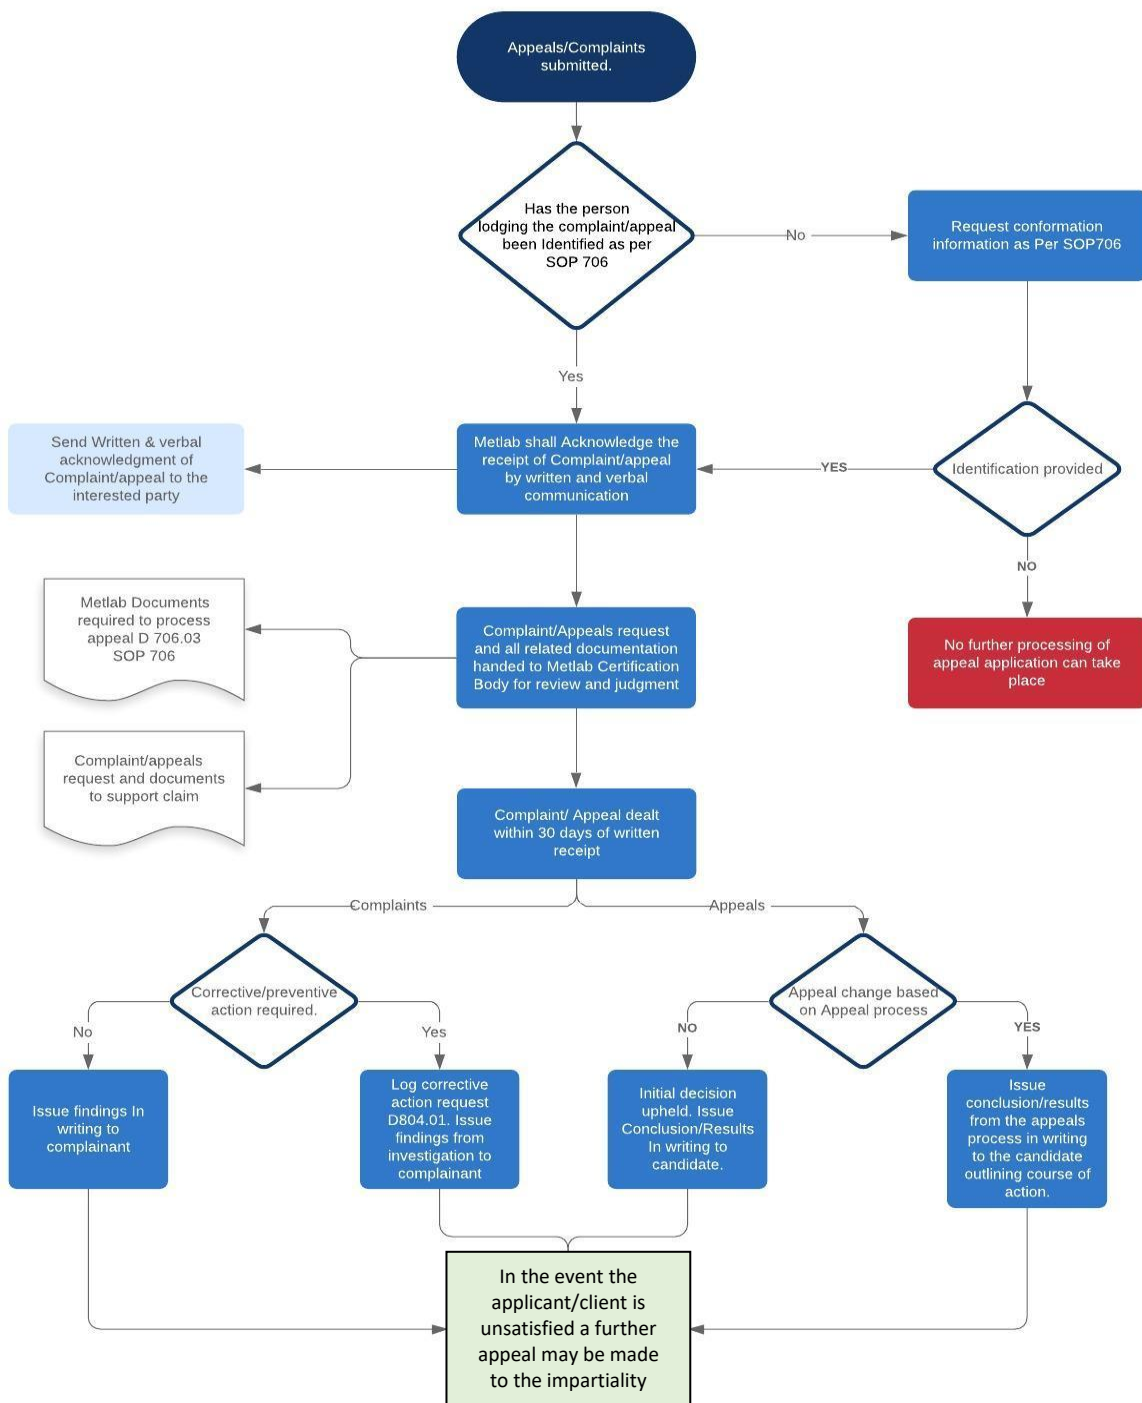 Appeals/Complaints
submitted.
Has the person
lodging the complaint/appeal
been Identified as per
SOP 706
No
Request conformation
information as Per SOP706
Yes
Send Written & verbal
acknowledgment of
Complaint/appeal to the
interested party
Metlab shall Acknowledge the
receipt of Complaint/appeal
by written and verbal
communication
YES
Identification provided
NO
Metlab Documents
required to process
appeal D 706.03
SOP 706
Complaint/Appeals request
and all related documentation
handed to Metlab Certification
Body for review and judgment
No further processing of
appeal application can take
place
Complaint/appeals
request and documents
to support claim
Complaint/ Appeal dealt
within 30 days of written
receipt
Complaints
Appeals
Corrective/preventive
action required.
Appeal change based
on Appeal process
No
Yes
NO
YES
Issue findings In
writing to
complainant
Log corrective
action request
D804.01. Issue
findings from
investigation to
complainant
Initial decision
upheld. Issue
Conclusion/Results
In writing to
candidate.
Issue
conclusion/results
from the appeals
process in writing
to the candidate
outlining course of
action.
In the event the
applicant/client is
unsatisfied a further
appeal may be made
to the impartiality